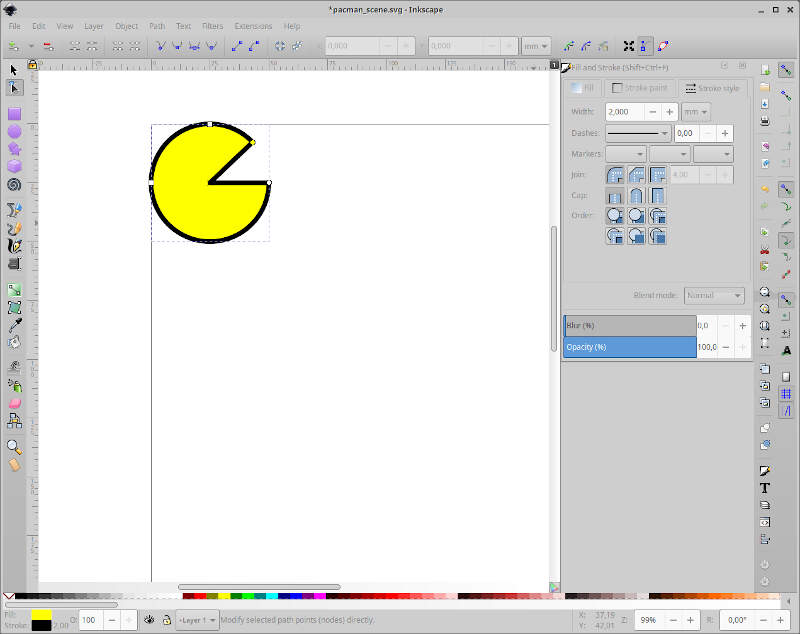 *pacman_scene.svg - Inkscape
File Edit View Layer Object Path Text Filters Extensions Help
X: 0,000 Y: 0,000 mm
Fill and Stroke (Shift+Ctrl+F)
Fill Stroke paint Stroke style
Width: 2,000 mm
Dashes: 0,00
Markers:
Join: 4,00
Cap:
Order:
Blend mode: Normal
Blur (%) 0,0
Opacity (%) 100,0
Fill:
Stroke: 2,00
O: 100
Layer 1
Modify selected path points (nodes) directly.
X: 37,19
Y: 47,01
Z: 99%
R: 0,00°